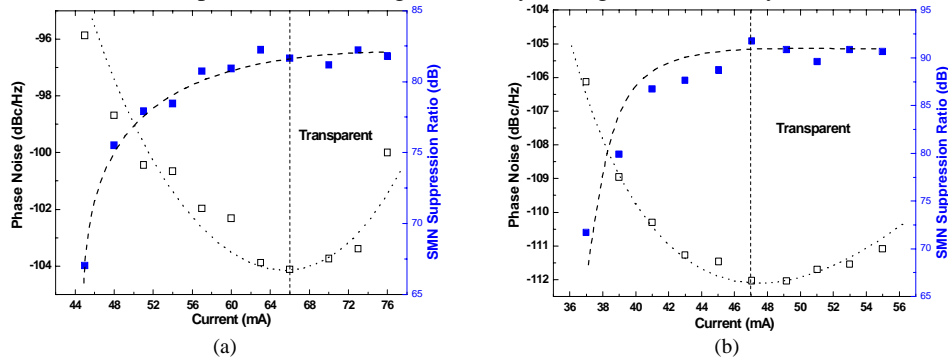 Phase Noise (dBc/Hz)
-96
-98
-100
-102
-104
Transparent
85
80
75
70
65
SMN Suppression Ratio (dB)
44 48 52 56 60 64 68 72 76
Current (mA)
(a)
Phase Noise (dBc/Hz)
-104
-105
-106
-107
-108
-109
-110
-111
-112
Transparent
95
90
85
80
75
70
65
SMN Suppression Ratio (dB)
36 38 40 42 44 46 48 50 52 54 56
Current (mA)
(b)